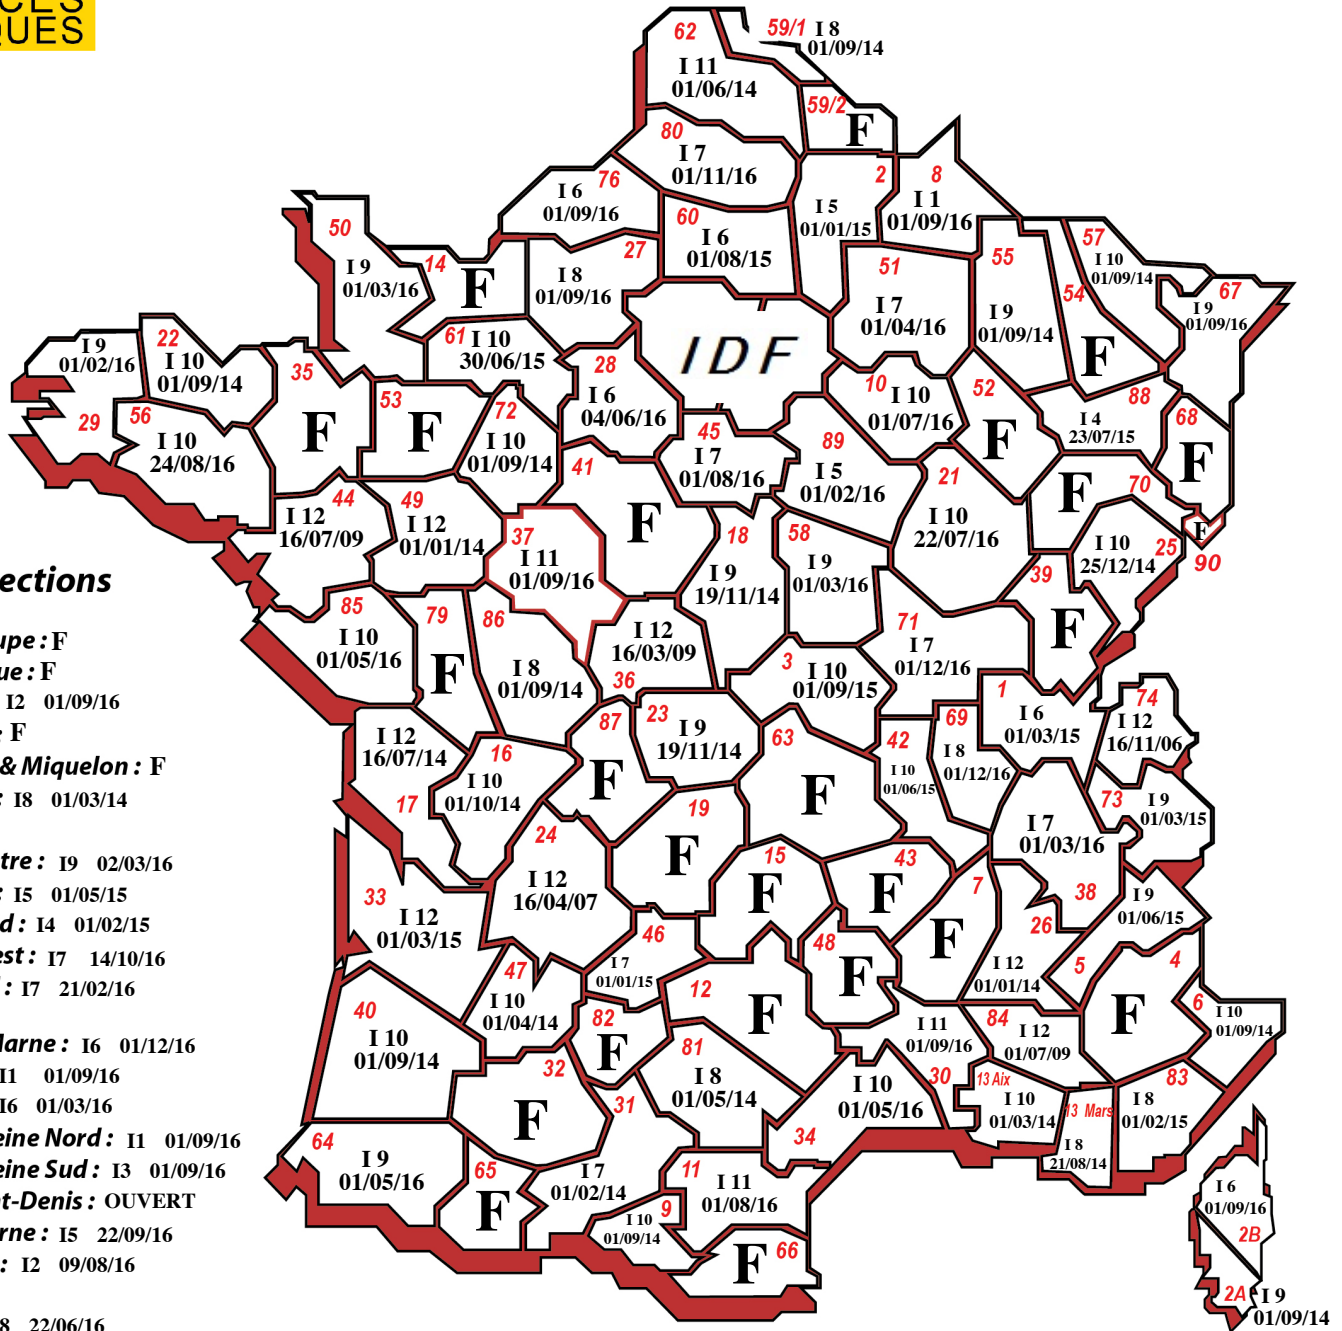 CES
QUES
62
I 11
01/06/14
59/1
I 8
01/09/14
59/2
F
80
I 7
01/11/16
76
I 6
01/09/16
60
I 6
01/08/15
2
I 5
01/01/15
8
I 1
01/09/16
50
I 9
01/03/16
14
F
27
I 8
01/09/16
51
I 7
01/04/16
55
I 9
01/09/14
54
F
57
I 10
01/09/14
67
I 9
01/09/16
61
I 10
30/06/15
IDF
28
I 6
04/06/16
10
I 10
01/07/16
52
F
88
I 4
23/07/15
68
F
I 9
01/02/16
29
22
I 10
01/09/14
56
I 10
24/08/16
35
F
53
F
72
I 10
01/09/14
45
I 7
01/08/16
89
I 5
01/02/16
21
I 10
22/07/16
F
70
F
90
44
I 12
16/07/09
49
I 12
01/01/14
41
F
37
I 11
01/09/16
18
I 9
19/11/14
58
I 9
01/03/16
I 10
25/12/14
25
39
F
85
I 10
01/05/16
79
F
86
I 8
01/09/14
I 12
16/03/09
36
3
I 10
01/09/15
71
I 7
01/12/16
1
I 6
01/03/15
74
I 12
16/11/06
I 12
16/07/14
17
16
I 10
01/10/14
87
F
23
I 9
19/11/14
63
F
42
I 10
01/06/15
69
I 8
01/12/16
73
I 9
01/03/15
I 7
01/03/16
38
33
I 12
01/03/15
24
I 12
16/04/07
19
F
15
F
43
F
7
F
26
I 12
01/01/14
I 9
01/06/15
5
4
F
47
I 10
01/04/14
46
I 7
01/01/15
48
F
12
F
6
I 10
01/09/14
40
I 10
01/09/14
82
F
81
I 8
01/05/14
I 11
01/09/16
30
84
I 12
01/07/09
83
I 8
01/02/15
32
F
31
I 7
01/02/14
I 10
01/05/16
34
13 Aix
I 10
01/03/14
13 Mars
I 8
21/08/14
64
I 9
01/05/16
65
F
11
I 11
01/08/16
9
I 10
01/09/14
F
66
I 6
01/09/16
2B
2A
I 9
01/09/14
ections
upe : F
ue : F
I2 01/09/16
: F
& Miquelon : F
: I8 01/03/14
tre : I9 02/03/16
: I5 01/05/15
d : I4 01/02/15
est : I7 14/10/16
l : I7 21/02/16
Marne : I6 01/12/16
I1 01/09/16
I6 01/03/16
eine Nord : I1 01/09/16
eine Sud : I3 01/09/16
nt-Denis : OUVERT
rne : I5 22/09/16
: I2 09/08/16
8 22/06/16